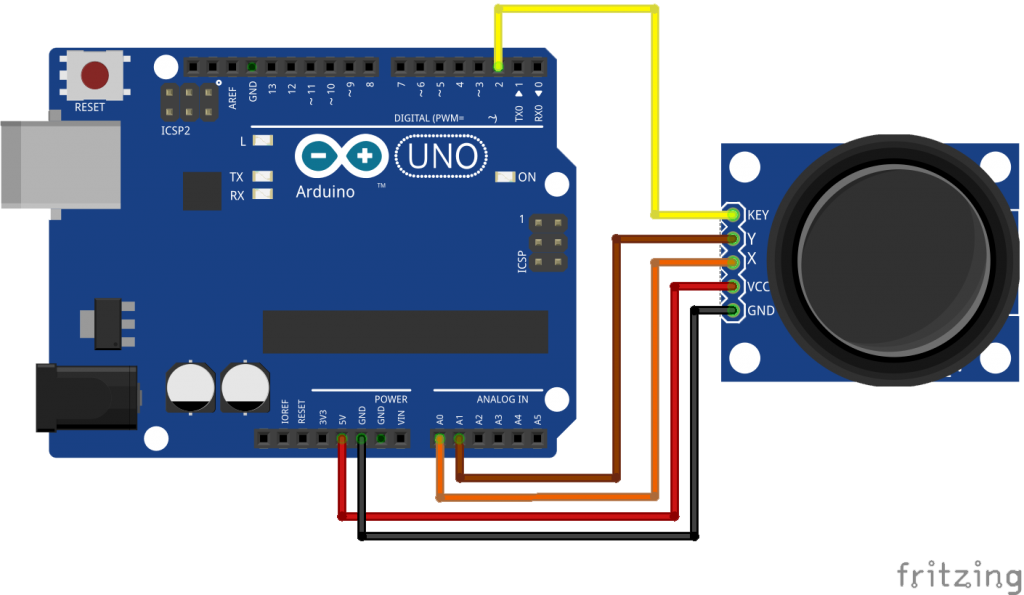 RESET
ICSP2
AREF
GND
13
12
~11
~10
~9
8
7
~6
~5
4
~3
2
TX0 ▶ 1
RX0 ◀ 0
DIGITAL (PWM= ~)
L
TX
RX
Arduino
TM
UNO
ON
1
ICSP
KEY
Y
X
VCC
GND
POWER
ANALOG IN
IOREF
RESET
3V3
5V
GND
GND
VIN
A0
A1
A2
A3
A4
A5
fritzing